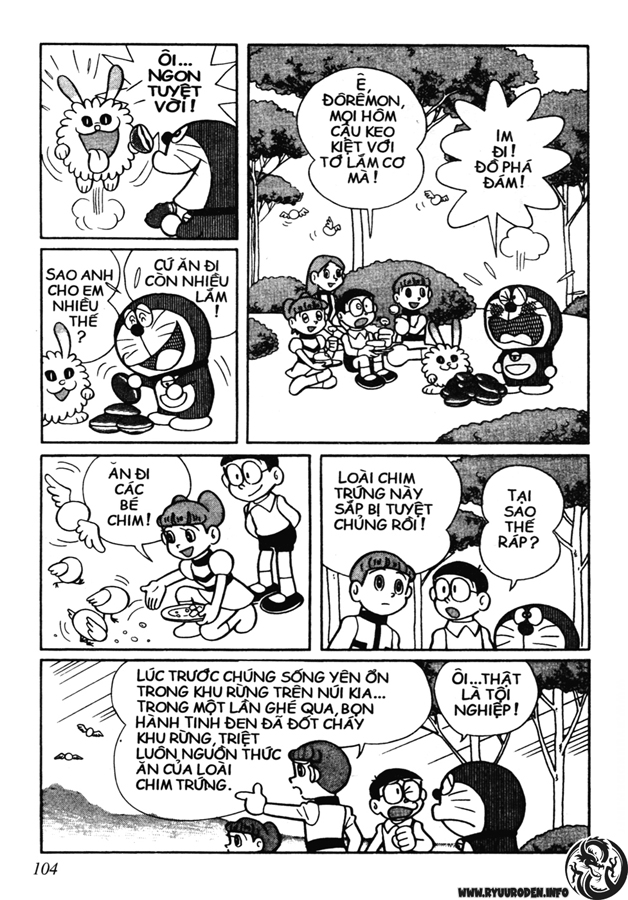 ÔI...
NGON
TUYỆT
VỜI!
Ê,
ĐÔRÊMON,
MỌI HÔM
CẬU KEO
KIỆT VỚI
TỚ LẮM CƠ
MÀ!
IM
ĐI!
ĐỒ PHÁ
ĐÁM!
SAO ANH
CHO EM
NHIỀU
THẾ
?
CỨ ĂN ĐI
CÒN NHIỀU
LẮM!
ĂN ĐI
CÁC
BÉ
CHIM!
LOÀI CHIM
TRỨNG NÀY
SẮP BỊ TUYỆT
CHỦNG RỒI!
TẠI
SAO
THẾ
RÁP?
LÚC TRƯỚC CHÚNG SỐNG YÊN ỔN
TRONG KHU RỪNG TRÊN NÚI KIA...
TRONG MỘT LẦN GHÉ QUA, BỌN
HÀNH TINH ĐEN ĐÃ ĐỐT CHÁY
KHU RỪNG, TRIỆT
LUÔN NGUỒN THỨC
ĂN CỦA LOÀI
CHIM TRỨNG.
ÔI...THẬT
LÀ TỘI
NGHIỆP!
104
WWW.RYUURODEN.INFO